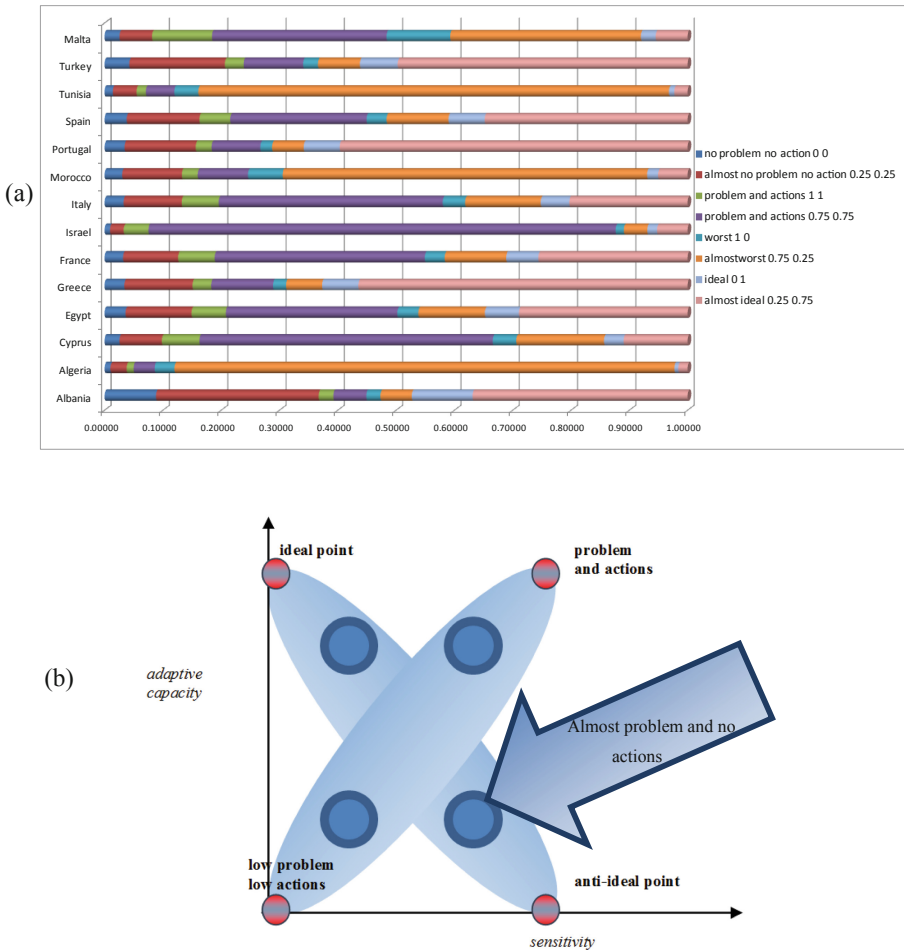 (a)
Malta
Turkey
Tunisia
Spain
Portugal
Morocco
Italy
Israel
France
Greece
Egypt
Cyprus
Algeria
Albania
0.00000 0.10000 0.20000 0.30000 0.40000 0.50000 0.60000 0.70000 0.80000 0.90000 1.00000
no problem no action 0 0
almost no problem no action 0.25 0.25
problem and actions 1 1
problem and actions 0.75 0.75
worst 1 0
almostworst 0.75 0.25
ideal 0 1
almost ideal 0.25 0.75
(b)
ideal point
problem
and actions
adaptive
capacity
Almost problem and no
actions
low problem
low actions
anti-ideal point
sensitivity